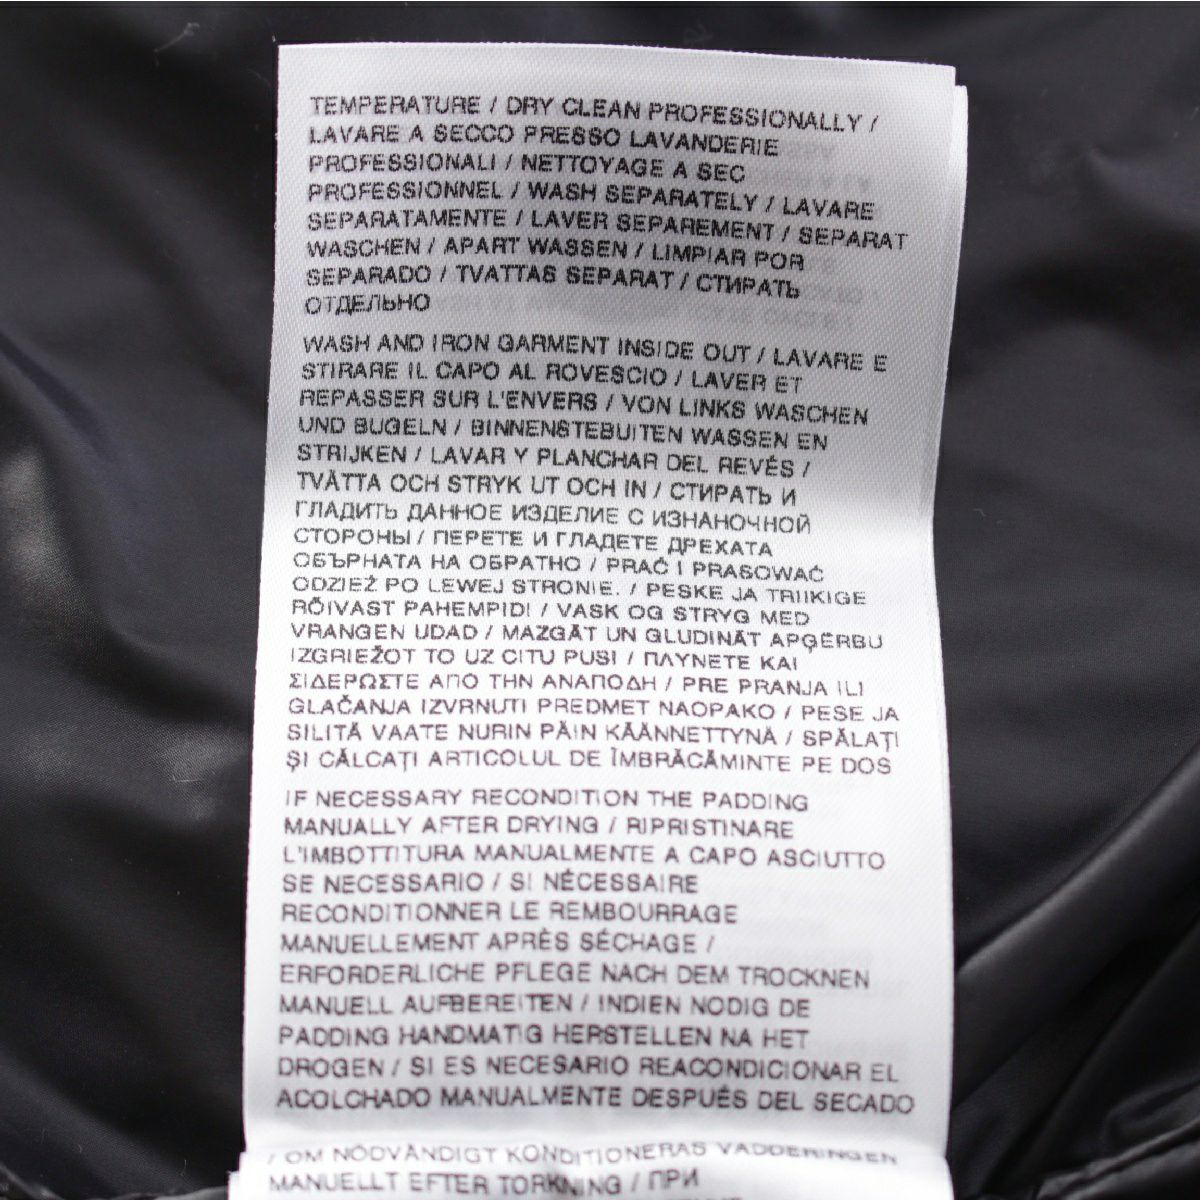 TEMPERATURE / DRY CLEAN PROFESSIONALLY /
LAVARE A SECCO PRESSO LAVANDERIE
PROFESSIONALI / NETTOYAGE A SEC
PROFESSIONNEL / WASH SEPARATELY / LAVARE
SEPARATAMENTE / LAVER SEPAREMENT / SEPARAT
WASCHEN / APART WASSEN / LIMPIAR POR
SEPARADO / TVATTAS SEPARAT / СТИРАТЬ
ОТДЕЛЬНО
WASH AND IRON GARMENT INSIDE OUT / LAVARE E
STIRARE IL CAPO AL ROVESCIO / LAVER ET
REPASSER SUR L'ENVERS / VON LINKS WASCHEN
UND BUGELN / BINNENSTEBUITEN WASSEN EN
STRIJKEN / LAVAR Y PLANCHAR DEL REVÉS /
TVÄTTA OCH STRYK UT OCH IN / СТИРАТЬ И
ГЛАДИТЬ ДАННОЕ ИЗДЕЛИЕ С ИЗНАНОЧНОЙ
СТОРОНЫ / ПЕРЕТЕ И ГЛАДЕТЕ ДРЕХАТА
ОБЪРНАТА НА ОБРАТНО / PRAĆ I PRASOWAĆ
ODZIEŻ PO LEWEJ STRONIE. / PESKE JA TRIIKIGE
RÕIVAST PAHEMPIDI / VASK OG STRYG MED
VRANGEN UDAD / MAZGĀT UN GLUDINĀT APĢĒRBU
IZGRIEŽOT TO UZ CITU PUSI / ΠΛΥΝΕΤΕ ΚΑΙ
ΣΙΔΕΡΩΣΤΕ ΑΠΟ ΤΗΝ ΑΝΑΠΟΔΗ / PRE PRANJA ILI
GLAČANJA IZVRNUTI PREDMET NAOPAKO / PESE JA
SILITÄ VAATE NURIN PÄIN KÄÄNNETTYNÄ / SPĂLAȚI
ȘI CĂLCAȚI ARTICOLUL DE ÎMBRĂCĂMINTE PE DOS
IF NECESSARY RECONDITION THE PADDING
MANUALLY AFTER DRYING / RIPRISTINARE
L'IMBOTTITURA MANUALMENTE A CAPO ASCIUTTO
SE NECESSARIO / SI NÉCESSAIRE
RECONDITIONNER LE REMBOURRAGE
MANUELLEMENT APRÈS SÉCHAGE /
ERFORDERLICHE PFLEGE NACH DEM TROCKNEN
MANUELL AUFBEREITEN / INDIEN NODIG DE
PADDING HANDMATIG HERSTELLEN NA HET
DROGEN / SI ES NECESARIO REACONDICIONAR EL
ACOLCHADO MANUALMENTE DESPUÉS DEL SECADO
/ OM NÖDVÄNDIGT KONDITIONERAS VADDERINGEN
MANUELLT EFTER TORKNING / ПРИ